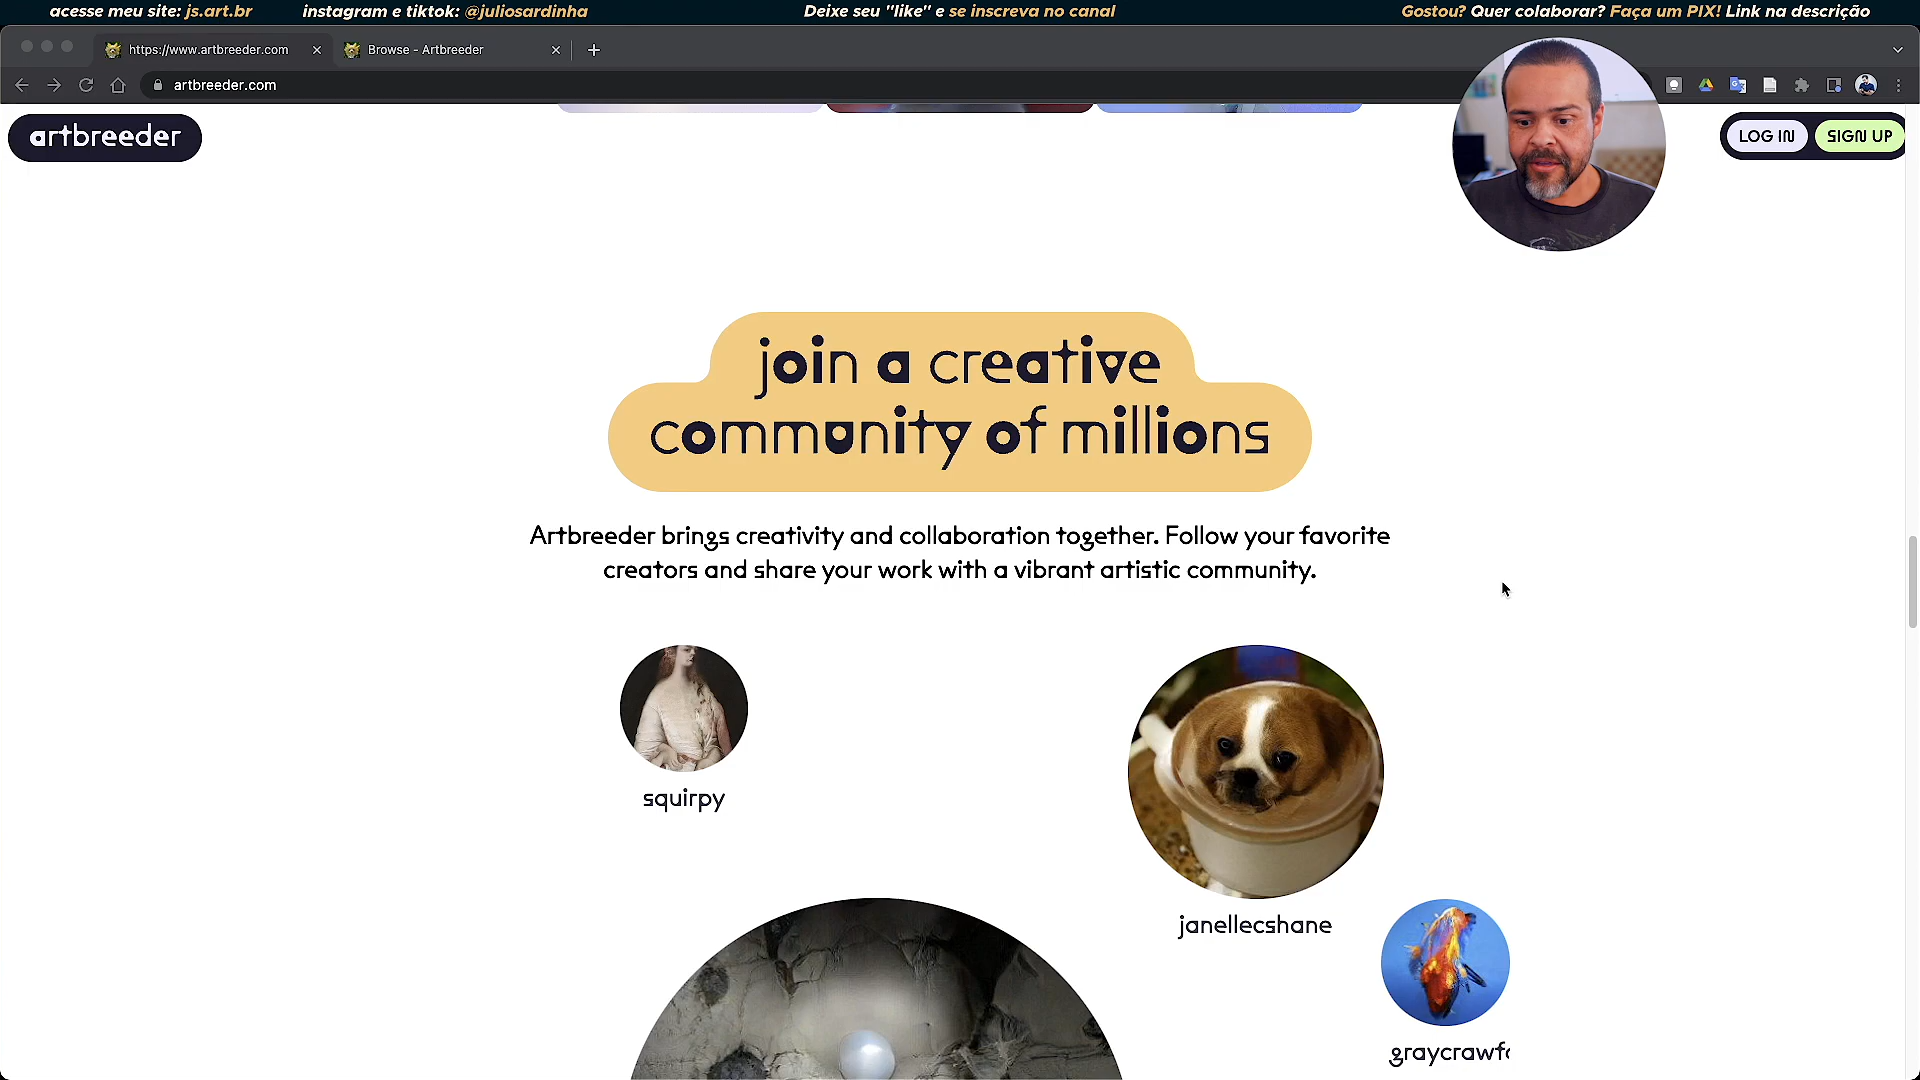 acesse meu site: js.art.br
instagram e tiktok: @juliosardinha
Deixe seu "like" e se inscreva no canal
Gostou? Quer colaborar? Faça um PIX! Link na descrição
https://www.artbreeder.com
Browse - Artbreeder
artbreeder.com
artbreeder
LOG IN
SIGN UP
join a creative
community of millions
Artbreeder brings creativity and collaboration together. Follow your favorite
creators and share your work with a vibrant artistic community.
squirpy
janellecshane
graycrawf